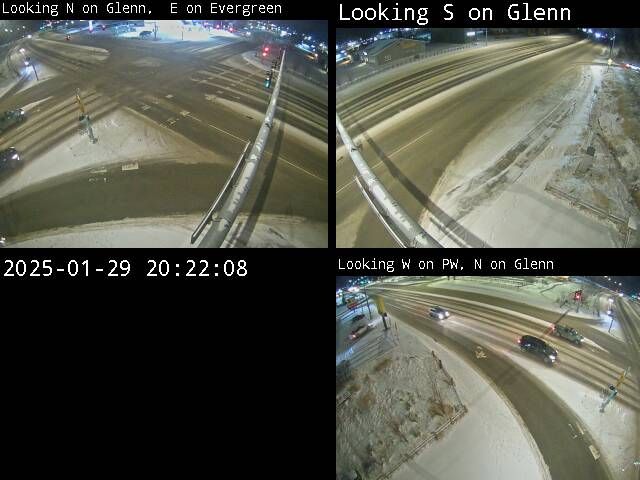 Looking N on Glenn,  E on Evergreen
Looking S on Glenn
2025-01-29 20:22:08
Looking W on PW, N on Glenn